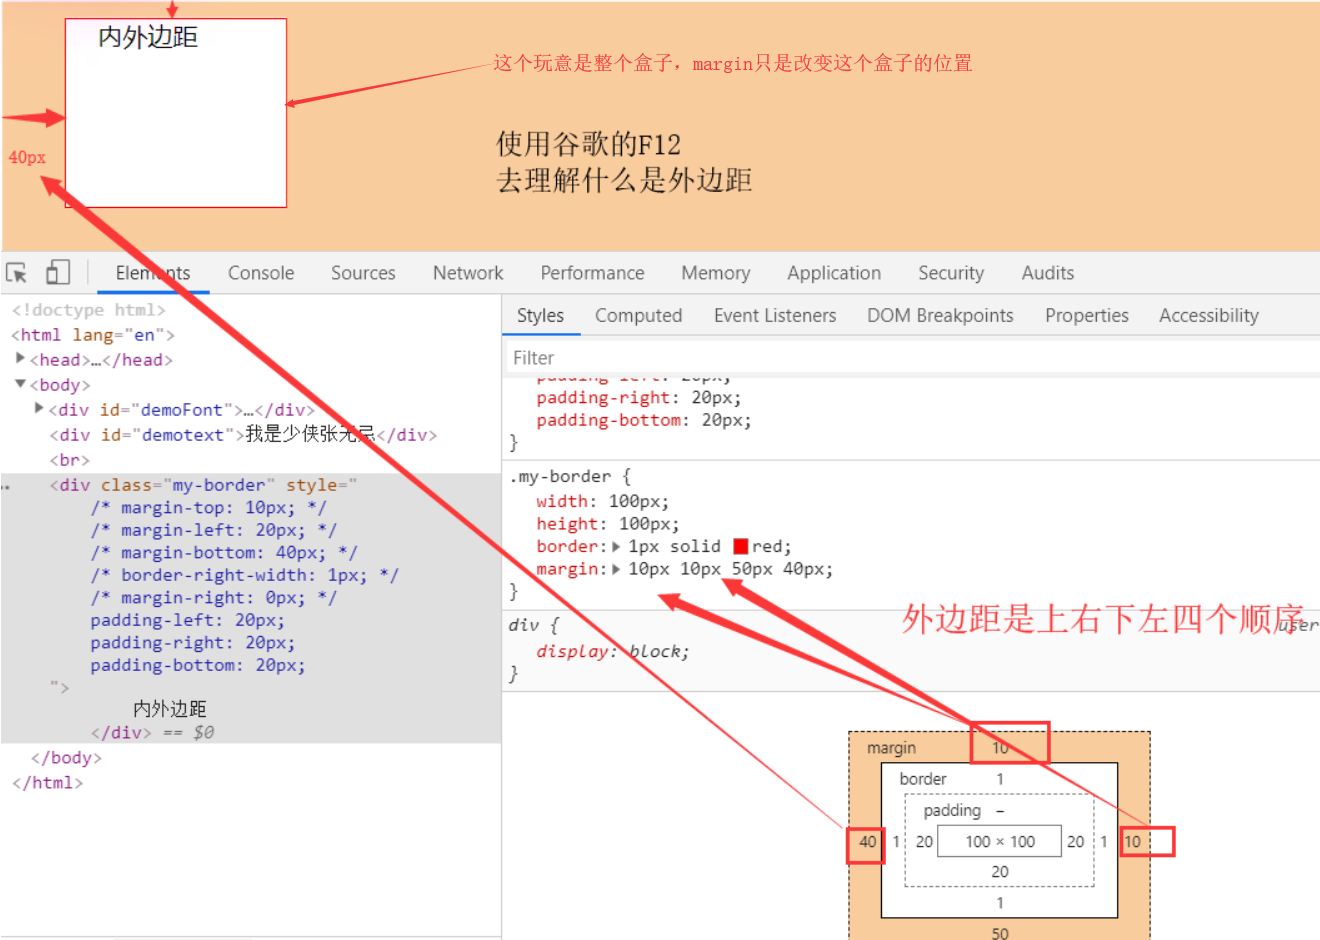 内外边距
这个玩意是整个盒子，margin只是改变这个盒子的位置
40px
使用谷歌的F12
去理解什么是外边距
Elements Console Sources Network Performance Memory Application Security Audits
<!doctype html>
<html lang="en">
<head>…</head>
<body>
<div id="demoFont">…</div>
<div id="demotext">我是少侠张无忌</div>
<br>
<div class="my-border" style="
/* margin-top: 10px; */
/* margin-left: 20px; */
/* margin-bottom: 40px; */
/* border-right-width: 1px; */
/* margin-right: 0px; */
padding-left: 20px;
padding-right: 20px;
padding-bottom: 20px;
">
内外边距
</div> == $0
</body>
</html>
Styles Computed Event Listeners DOM Breakpoints Properties Accessibility
Filter
padding-left: 20px;
padding-right: 20px;
padding-bottom: 20px;
}
.my-border {
width: 100px;
height: 100px;
border: 1px solid red;
margin: 10px 10px 50px 40px;
}
外边距是上右下左四个顺序
div { user
display: block;
}
margin 10
border 1
padding –
40 1 20 100 × 100 20 1 10
20
1
50